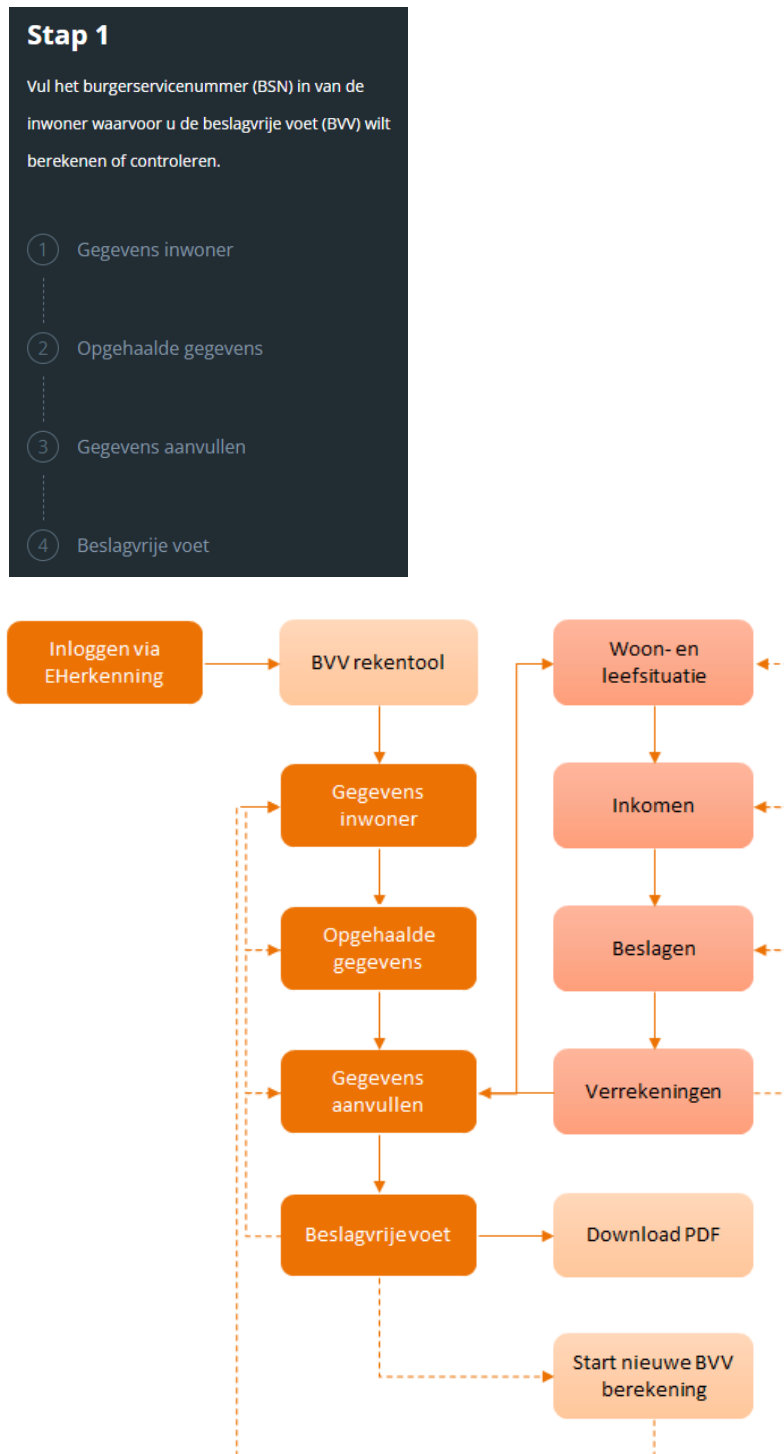 Stap 1
Vul het burgerservicenummer (BSN) in van de
inwoner waarvoor u de beslagvrije voet (BVV) wilt
berekenen of controleren.
1 Gegevens inwoner
2 Opgehaalde gegevens
3 Gegevens aanvullen
4 Beslagvrije voet
Inloggen via
EHerkenning
BVV rekentool
Woon- en
leefsituatie
Gegevens
inwoner
Inkomen
Opgehaalde
gegevens
Beslagen
Gegevens
aanvullen
Verrekeningen
Beslagvrije voet
Download PDF
Start nieuwe BVV
berekening